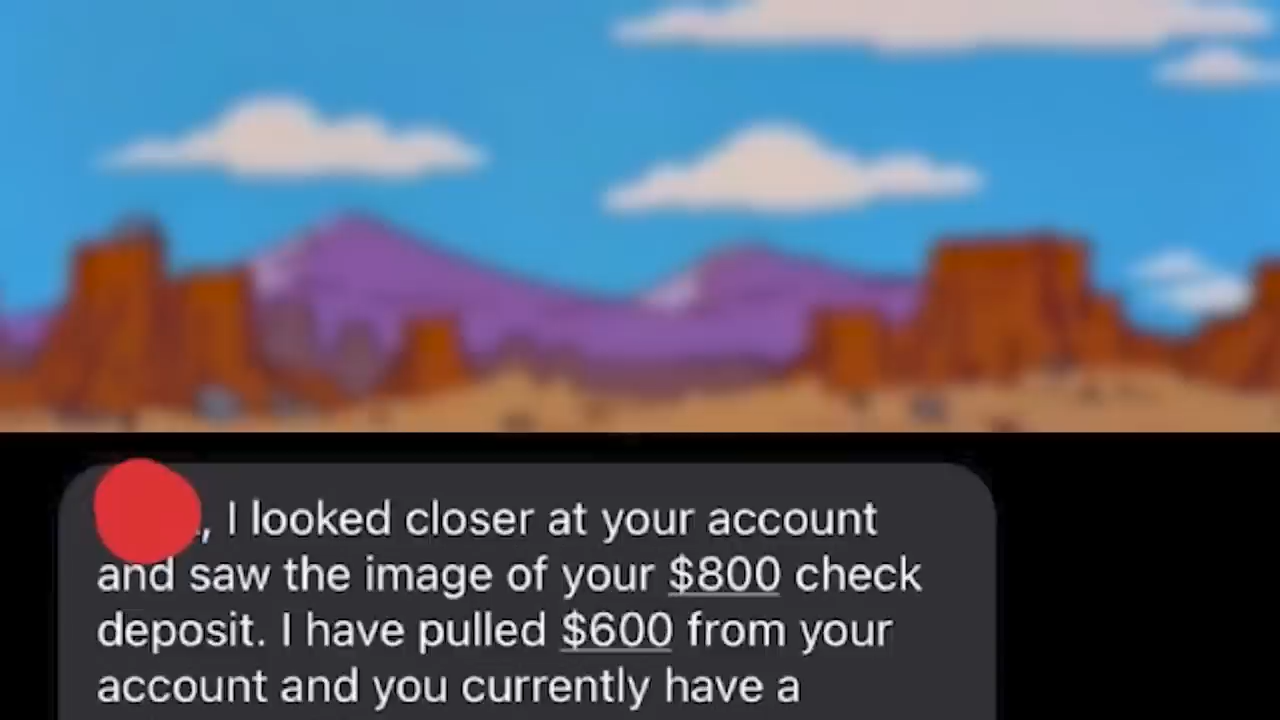 , I looked closer at your account
and saw the image of your $800 check
deposit. I have pulled $600 from your
account and you currently have a